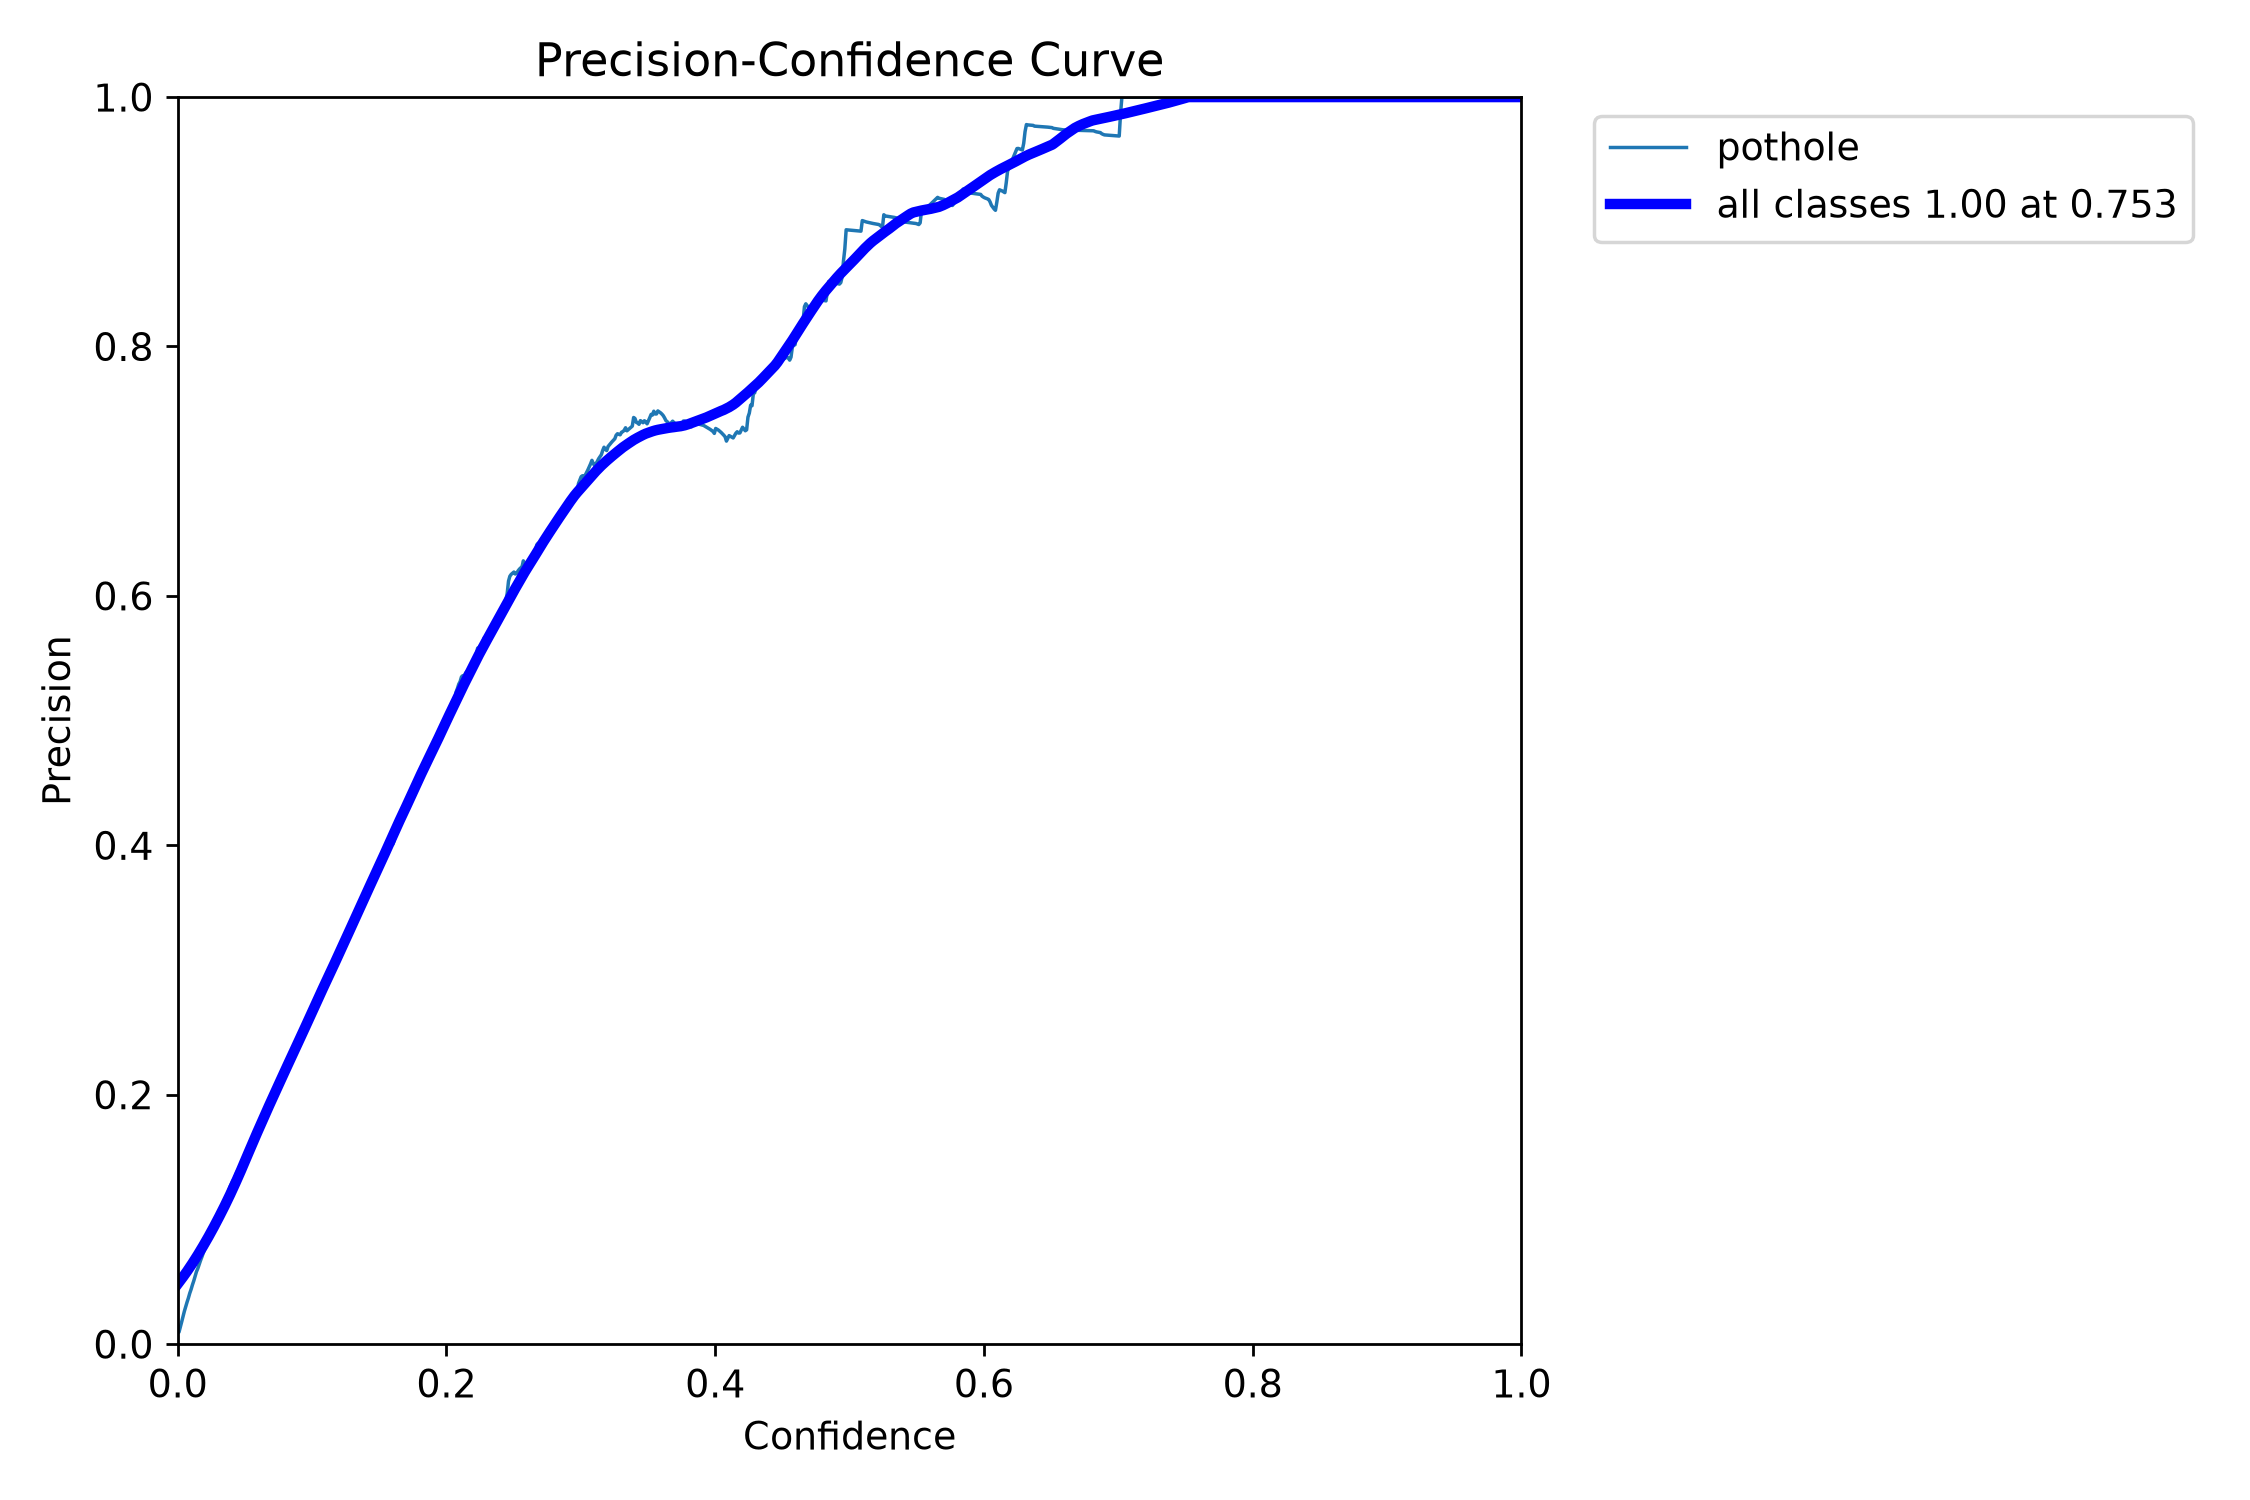 Precision-Confidence Curve
1.0
0.8
0.6
0.4
0.2
0.0
Precision
0.0 0.2 0.4 0.6 0.8 1.0
Confidence
pothole
all classes 1.00 at 0.753